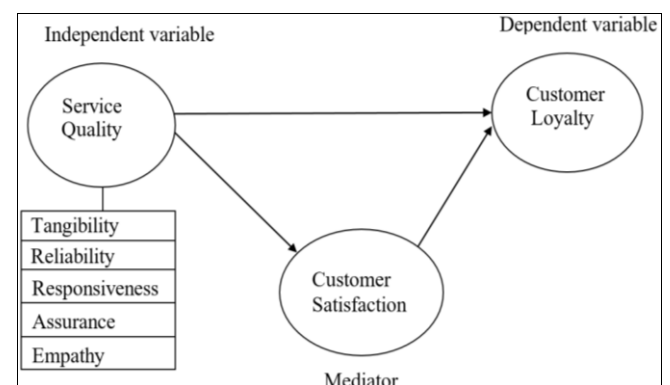 Independent variable
Dependent variable
Service
Quality
Customer
Loyalty
Tangibility
Reliability
Responsiveness
Assurance
Empathy
Customer
Satisfaction
Mediator